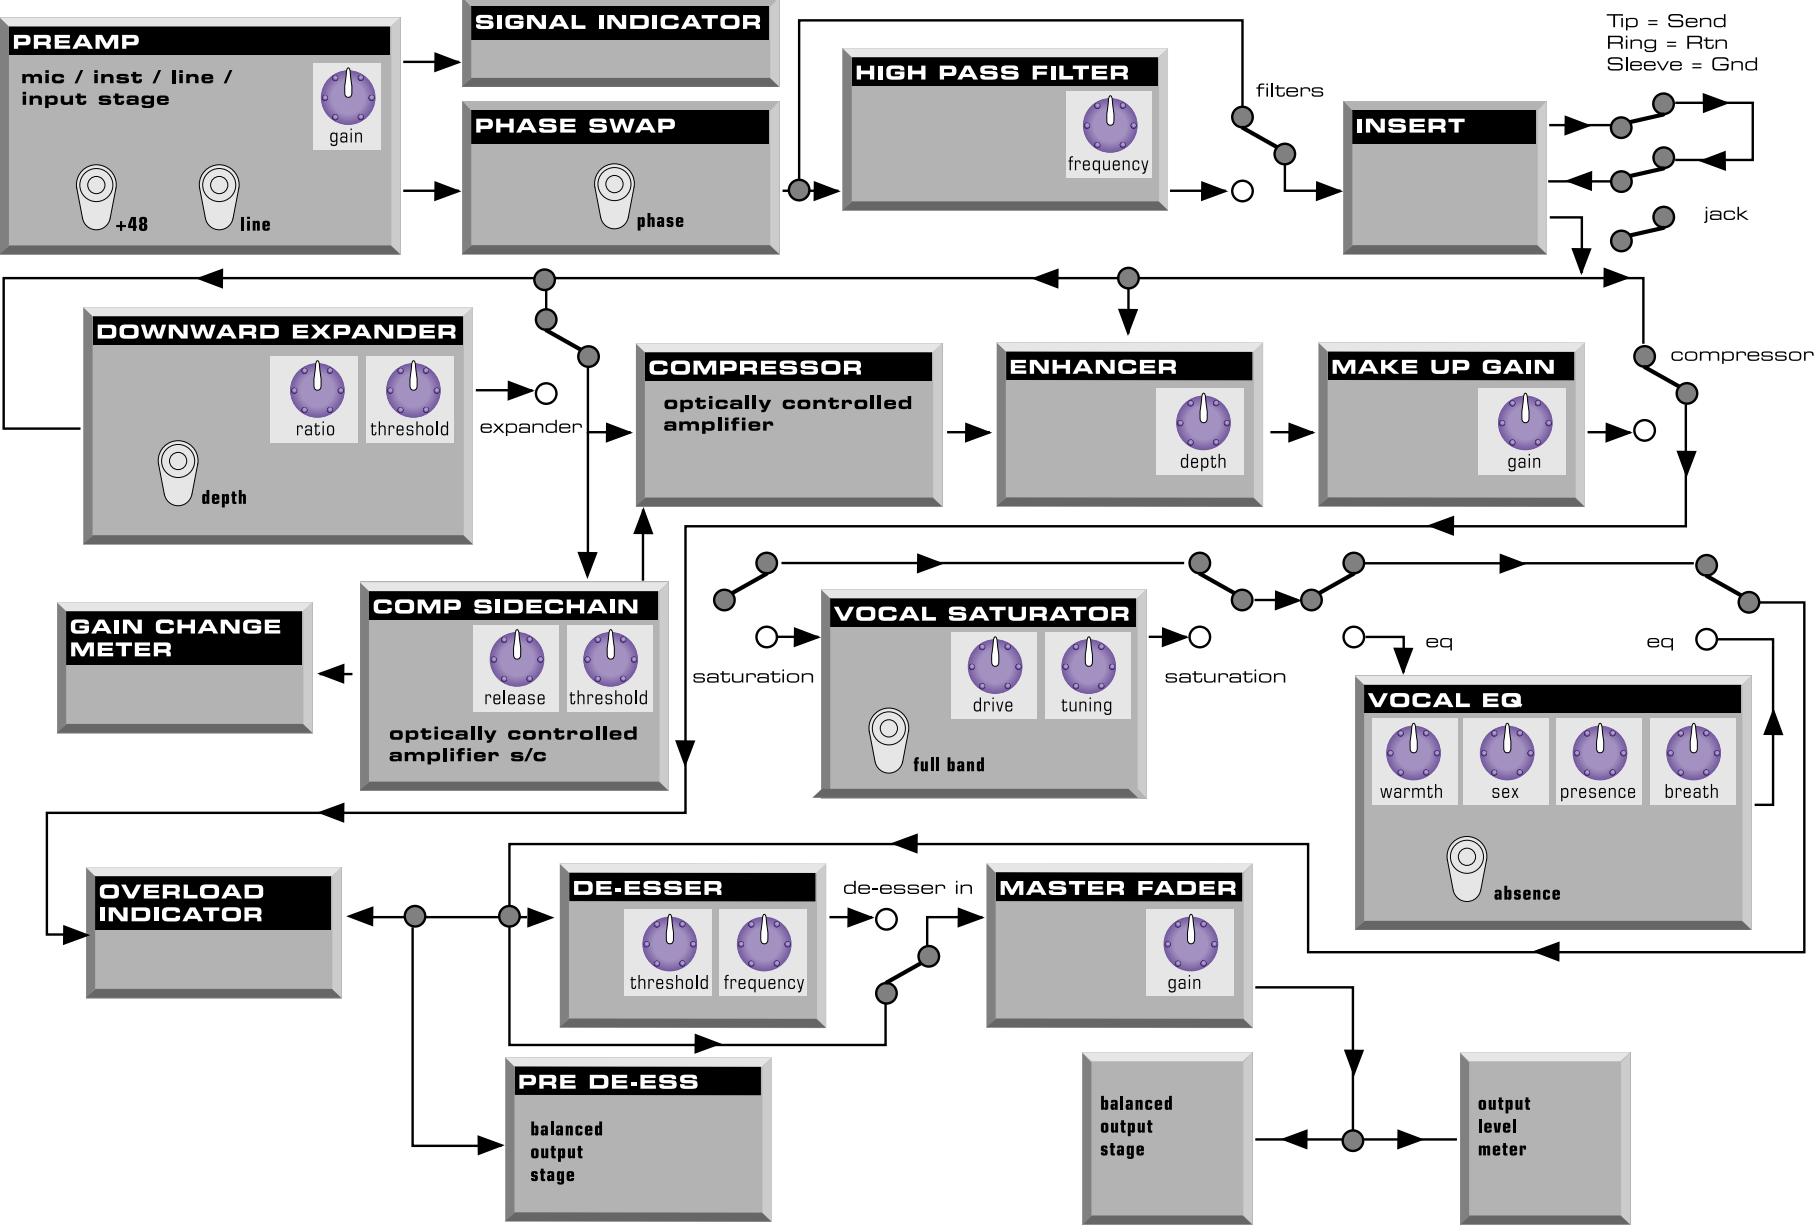 PREAMP
mic / inst / line /
input stage
gain
+48
line
SIGNAL INDICATOR
PHASE SWAP
phase
HIGH PASS FILTER
frequency
filters
INSERT
Tip = Send
Ring = Rtn
Sleeve = Gnd
jack
DOWNWARD EXPANDER
ratio
threshold
depth
expander
COMPRESSOR
optically controlled
amplifier
ENHANCER
depth
MAKE UP GAIN
gain
compressor
GAIN CHANGE
METER
COMP SIDECHAIN
release
threshold
optically controlled
amplifier s/c
saturation
VOCAL SATURATOR
drive
tuning
full band
saturation
eq
eq
VOCAL EQ
warmth
sex
presence
breath
absence
OVERLOAD
INDICATOR
DE-ESSER
threshold
frequency
de-esser in
MASTER FADER
gain
PRE DE-ESS
balanced
output
stage
balanced
output
stage
output
level
meter